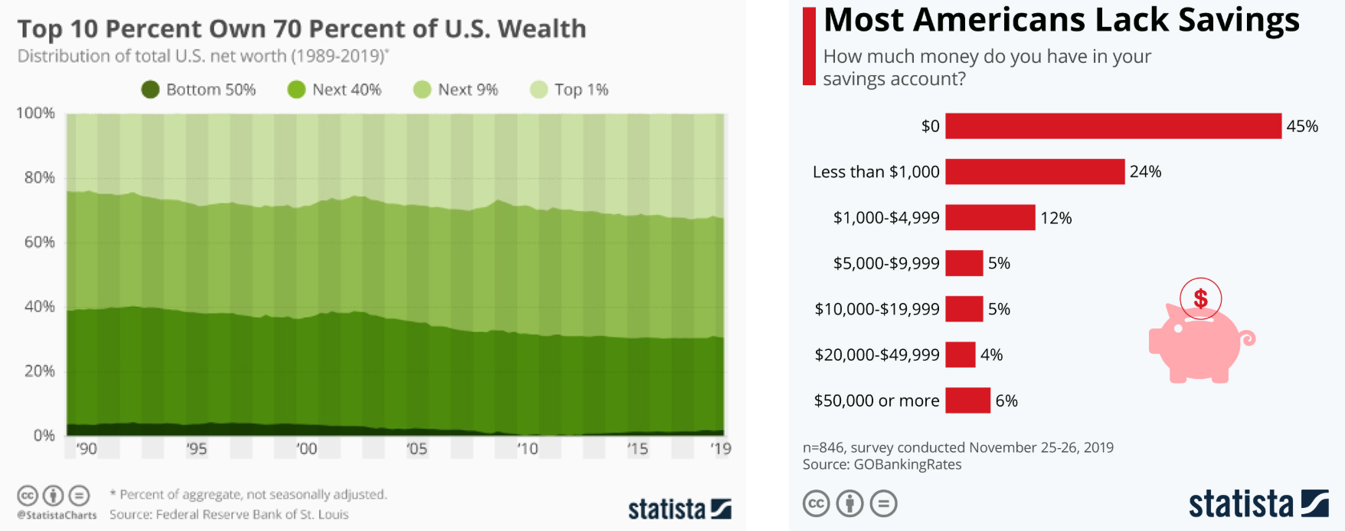 Top 10 Percent Own 70 Percent of U.S. Wealth
Distribution of total U.S. net worth (1989-2019)*
Bottom 50% Next 40% Next 9% Top 1%
100%
80%
60%
40%
20%
0%
'90 '95 '00 '05 '10 '15 '19
cc
@StatistaCharts
* Percent of aggregate, not seasonally adjusted.
Source: Federal Reserve Bank of St. Louis
statista
Most Americans Lack Savings
How much money do you have in your
savings account?
$0 45%
Less than $1,000 24%
$1,000-$4,999 12%
$5,000-$9,999 5%
$10,000-$19,999 5%
$20,000-$49,999 4%
$50,000 or more 6%
$
n=846, survey conducted November 25-26, 2019
Source: GOBankingRates
cc
statista